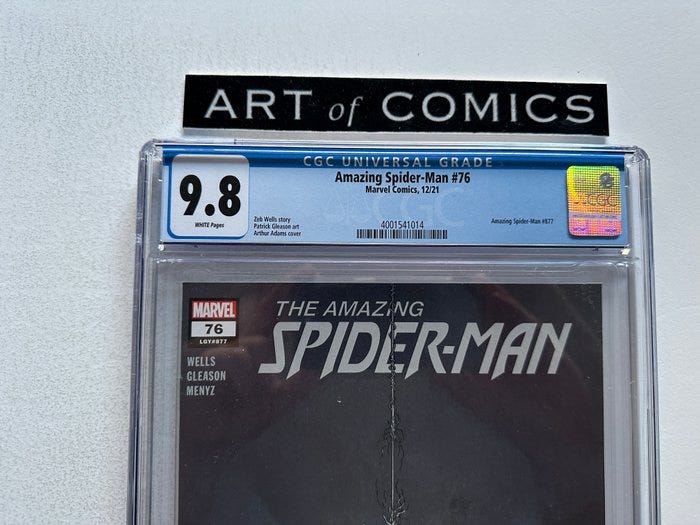 ART of COMICS
CGC UNIVERSAL GRADE
9.8
WHITE Pages
Amazing Spider-Man #76
Marvel Comics, 12/21
Zeb Wells story
Patrick Gleason art
Arthur Adams cover
4001541014
Amazing Spider-Man #877
CGC
CGC
MARVEL
76
LGY#877
WELLS
GLEASON
MENYZ
THE AMAZING
SPIDER-MAN